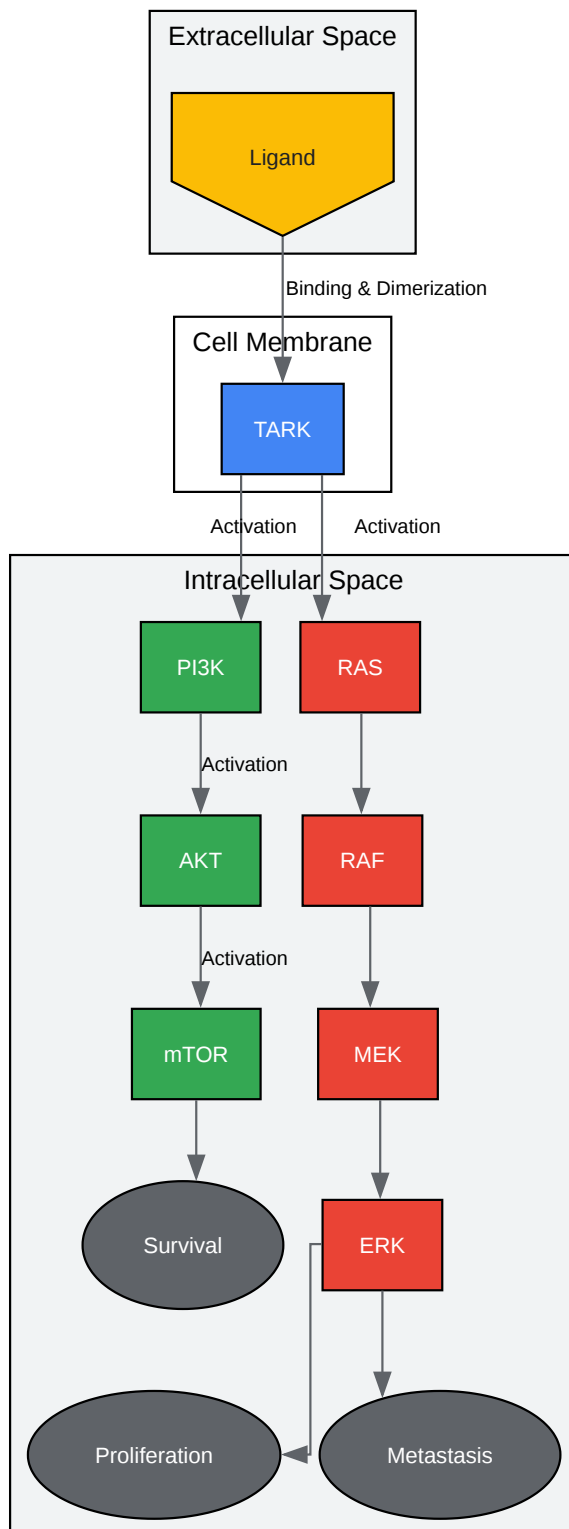 Extracellular Space
Ligand
Binding & Dimerization
Cell Membrane
TARK
Activation
Activation
Intracellular Space
PI3K
RAS
Activation
AKT
RAF
Activation
mTOR
MEK
Survival
ERK
Proliferation
Metastasis